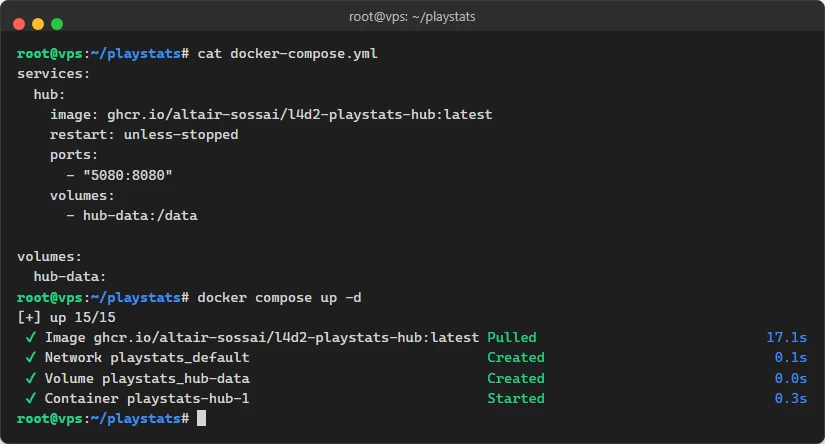 root@vps: ~/playstats
root@vps:~/playstats# cat docker-compose.yml
services:
  hub:
    image: ghcr.io/altair-sossai/l4d2-playstats-hub:latest
    restart: unless-stopped
    ports:
      - "5080:8080"
    volumes:
      - hub-data:/data

volumes:
  hub-data:
root@vps:~/playstats# docker compose up -d
[+] up 15/15
 ✓ Image ghcr.io/altair-sossai/l4d2-playstats-hub:latest Pulled 17.1s
 ✓ Network playstats_default Created 0.1s
 ✓ Volume playstats_hub-data Created 0.0s
 ✓ Container playstats-hub-1 Started 0.3s
root@vps:~/playstats#